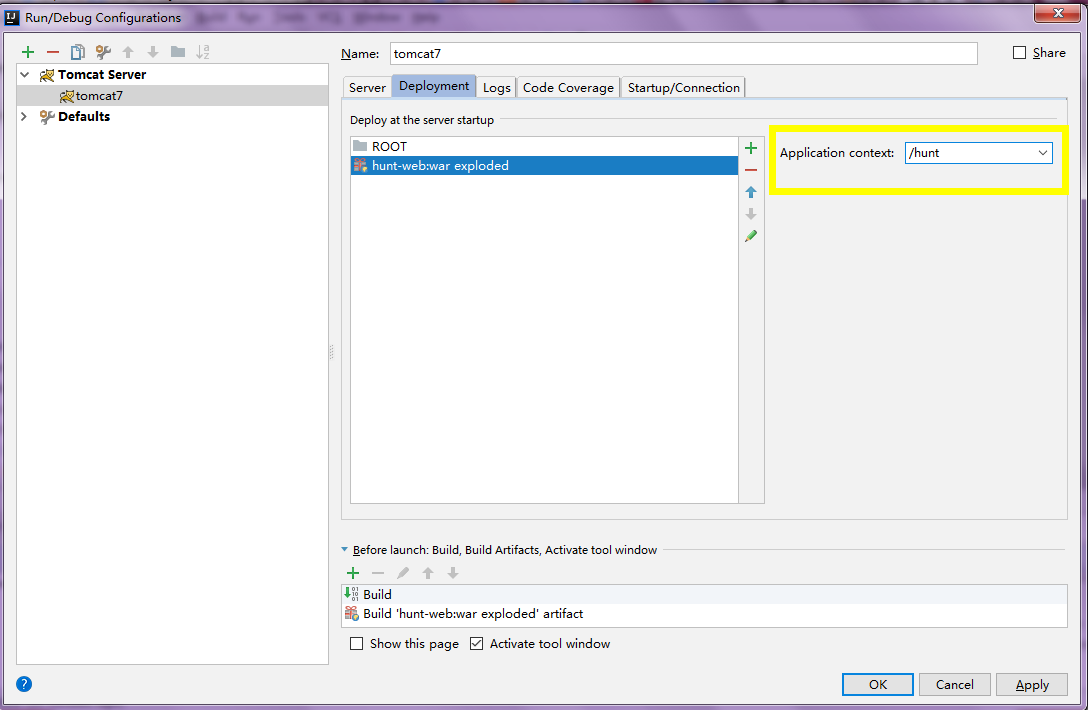 Run/Debug Configurations
Name: tomcat7
Share
Tomcat Server
tomcat7
Defaults
Server Deployment Logs Code Coverage Startup/Connection
Deploy at the server startup
ROOT
hunt-web:war exploded
Application context: /hunt
Before launch: Build, Build Artifacts, Activate tool window
Build
Build 'hunt-web:war exploded' artifact
Show this page Activate tool window
OK Cancel Apply